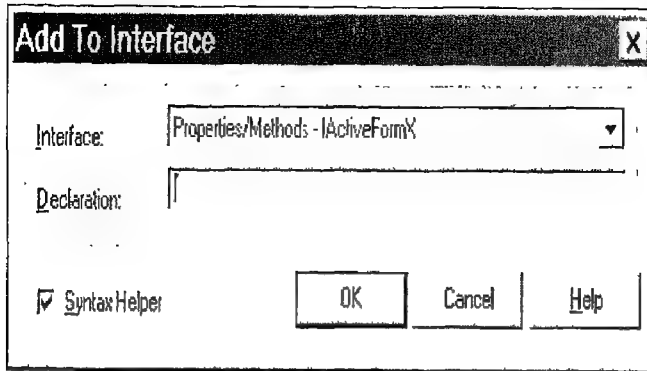 Add To Interface
Interface: Properties/Methods - IActiveFormX
Declaration:
Syntax Helper OK Cancel Help